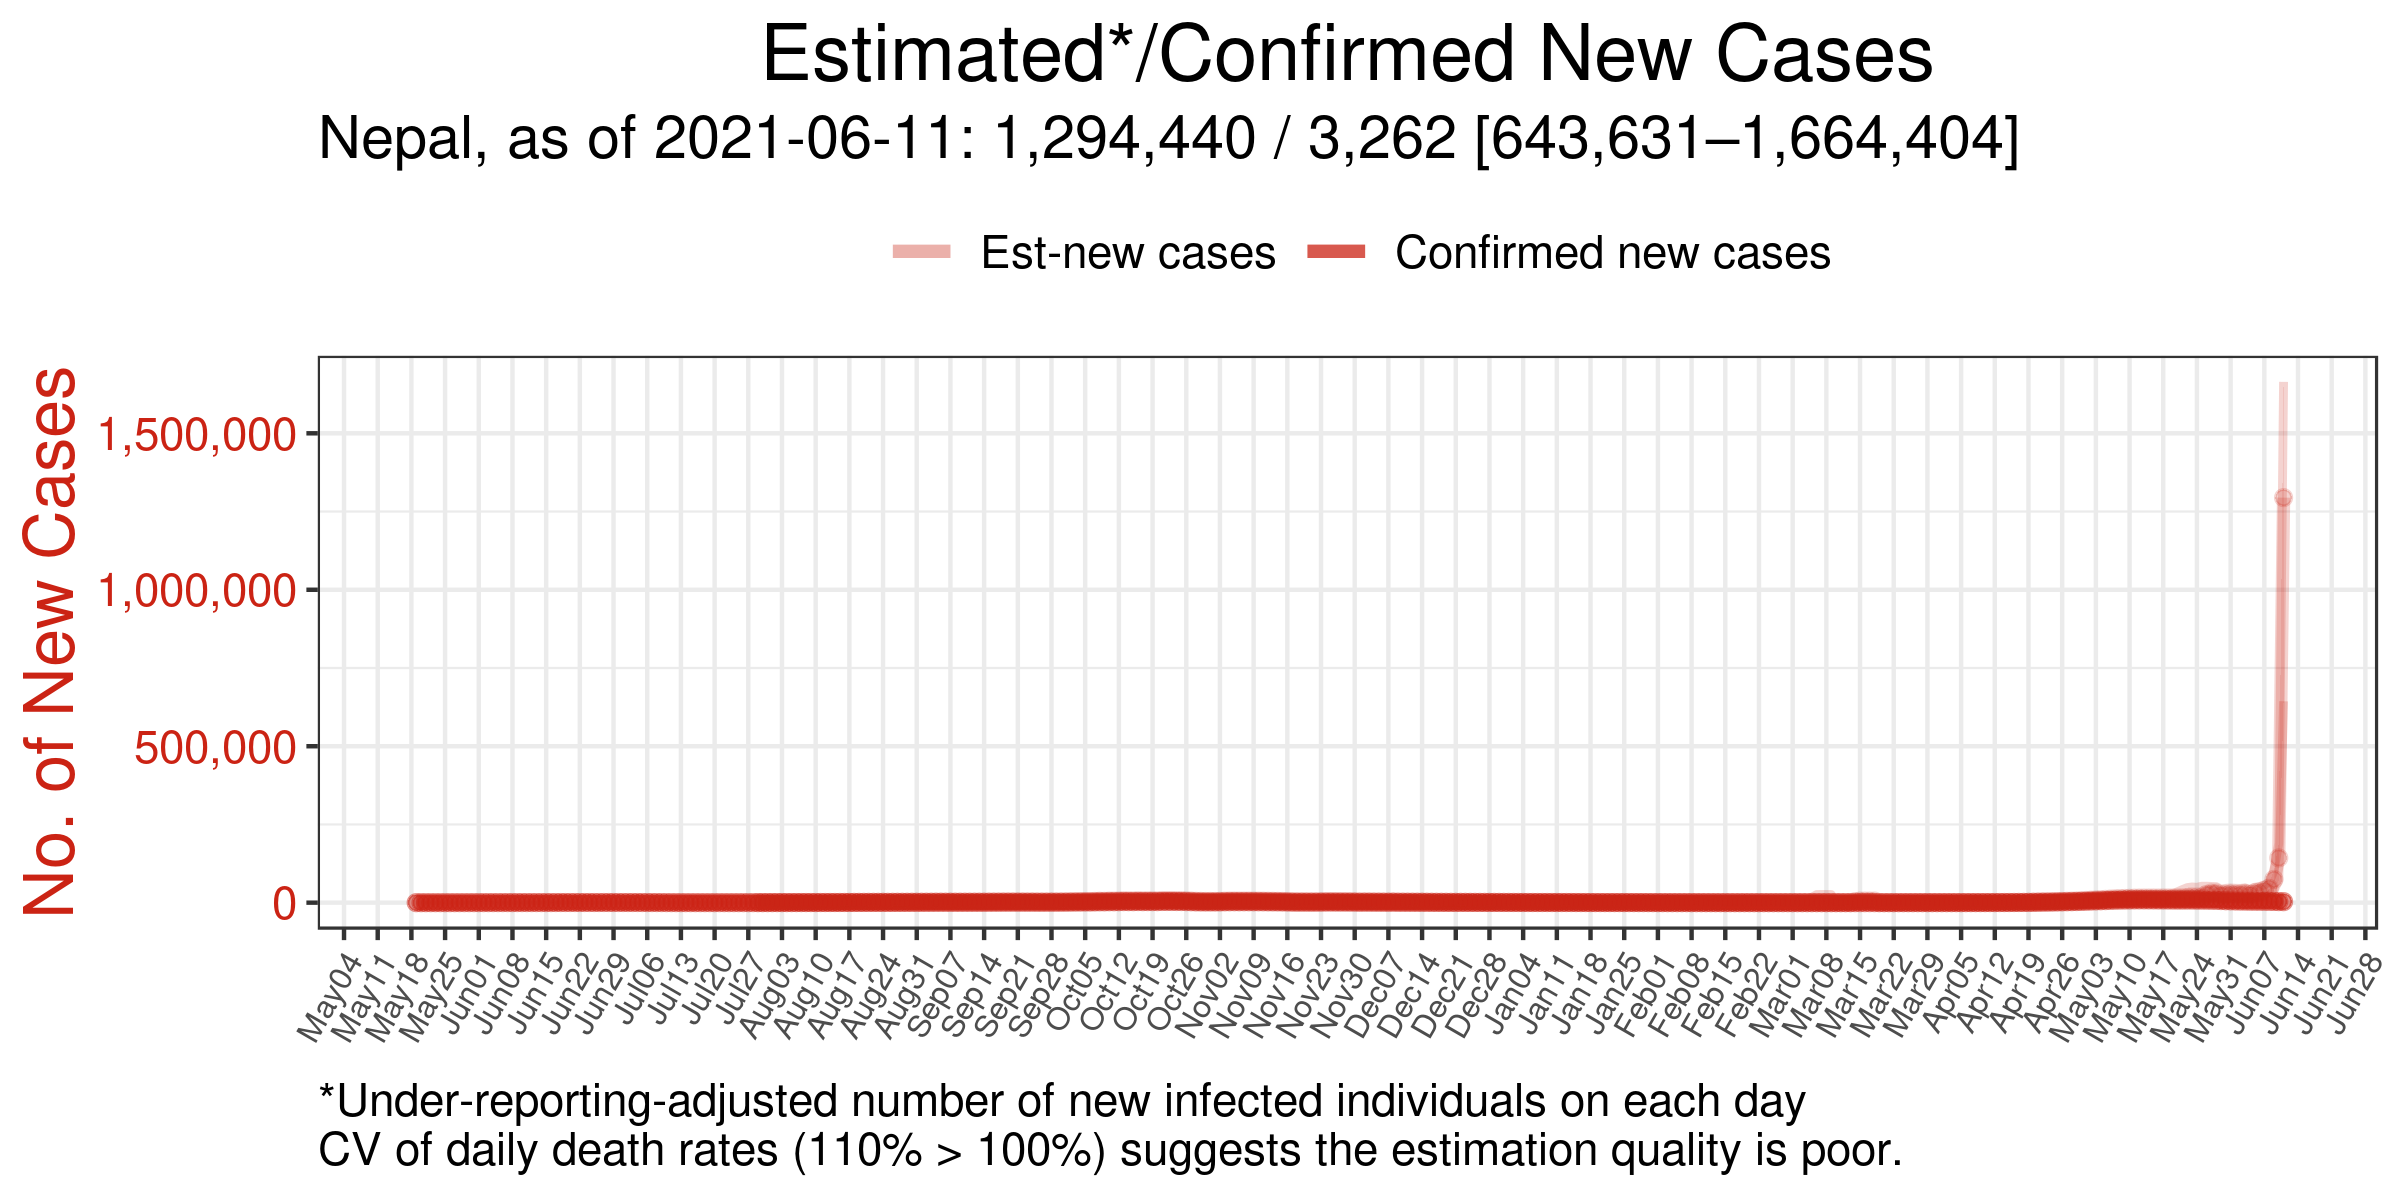 Estimated*/Confirmed New Cases
Nepal, as of 2021-06-11: 1,294,440 / 3,262 [643,631–1,664,404]
Est-new cases
Confirmed new cases
No. of New Cases
1,500,000
1,000,000
500,000
0
May04
May11
May18
May25
Jun01
Jun08
Jun15
Jun22
Jun29
Jul06
Jul13
Jul20
Jul27
Aug03
Aug10
Aug17
Aug24
Aug31
Sep07
Sep14
Sep21
Sep28
Oct05
Oct12
Oct19
Oct26
Nov02
Nov09
Nov16
Nov23
Nov30
Dec07
Dec14
Dec21
Dec28
Jan04
Jan11
Jan18
Jan25
Feb01
Feb08
Feb15
Feb22
Mar01
Mar08
Mar15
Mar22
Mar29
Apr05
Apr12
Apr19
Apr26
May03
May10
May17
May24
May31
Jun07
Jun14
Jun21
Jun28
*Under-reporting-adjusted number of new infected individuals on each day
CV of daily death rates (110% > 100%) suggests the estimation quality is poor.